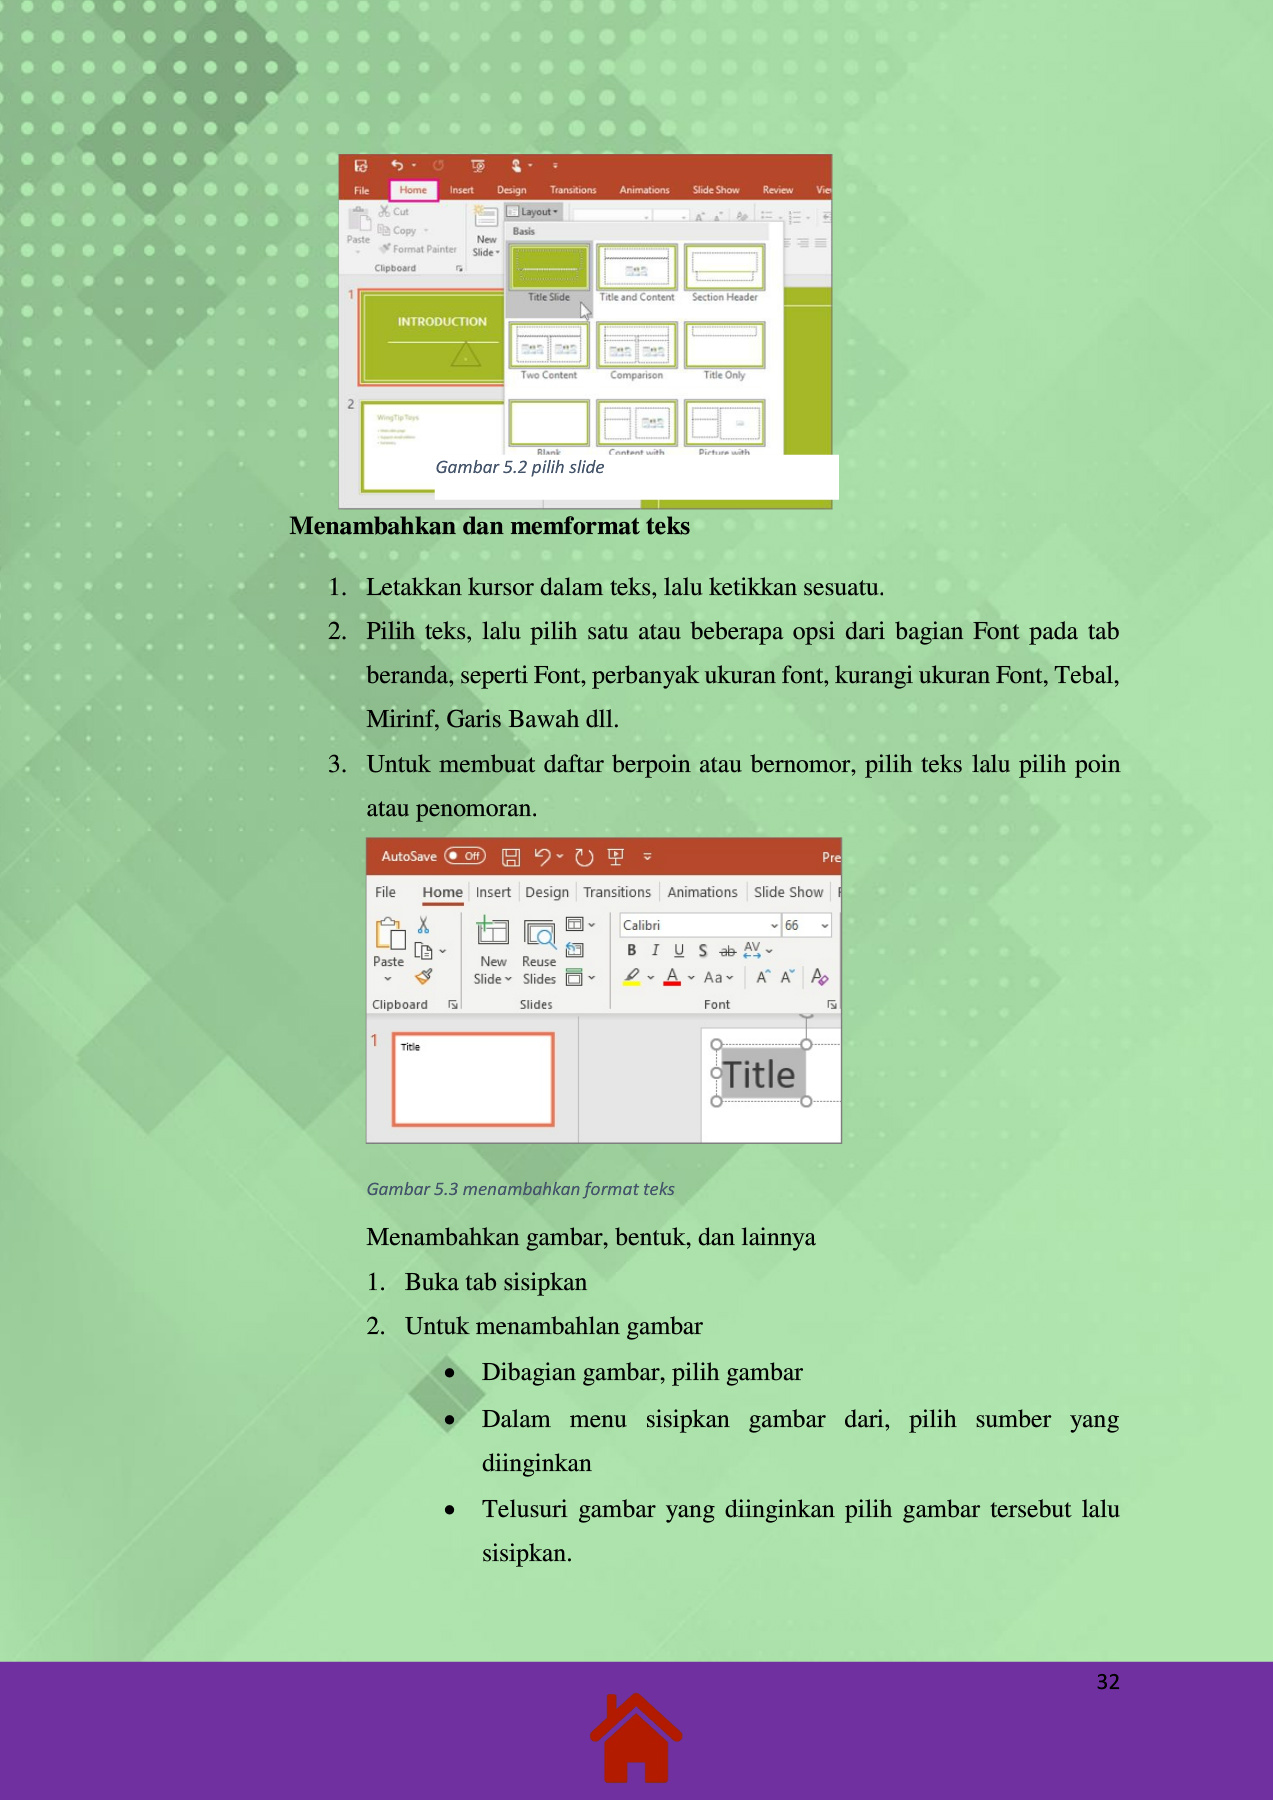 File Home Insert Design Transitions Animations Slide Show Review Vie
Cut
Copy
Format Painter
Paste
Clipboard
New
Slide
Layout
Basis
Title Slide Title and Content Section Header
Two Content Comparison Title Only
Blank Content with Picture with
1
INTRODUCTION
2
WingTip Toys
Gambar 5.2 pilih slide
Menambahkan dan memformat teks
1. Letakkan kursor dalam teks, lalu ketikkan sesuatu.
2. Pilih teks, lalu pilih satu atau beberapa opsi dari bagian Font pada tab
beranda, seperti Font, perbanyak ukuran font, kurangi ukuran Font, Tebal,
Mirinf, Garis Bawah dll.
3. Untuk membuat daftar berpoin atau bernomor, pilih teks lalu pilih poin
atau penomoran.
AutoSave Off Pre
File Home Insert Design Transitions Animations Slide Show
Calibri 66
B I U S ab AV
Paste New Reuse
Slide Slides
A Aa A A A
Clipboard Slides Font
1
Title
Title
Gambar 5.3 menambahkan format teks
Menambahkan gambar, bentuk, dan lainnya
1. Buka tab sisipkan
2. Untuk menambahlan gambar
• Dibagian gambar, pilih gambar
• Dalam menu sisipkan gambar dari, pilih sumber yang
diinginkan
• Telusuri gambar yang diinginkan pilih gambar tersebut lalu
sisipkan.
32